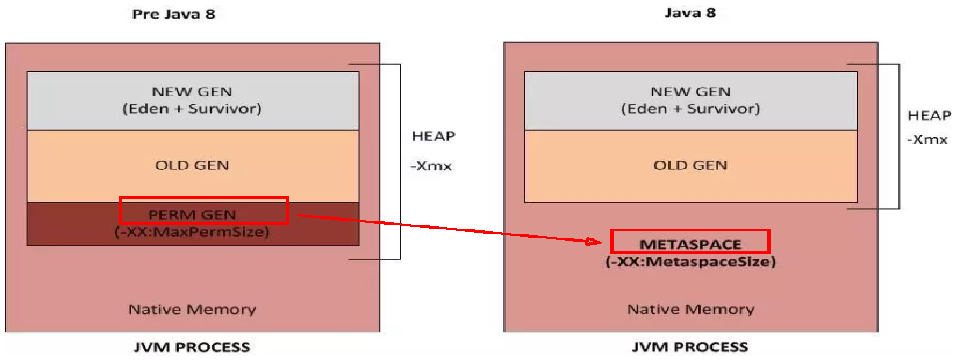 Pre Java 8
NEW GEN
(Eden + Survivor)
OLD GEN
PERM GEN
(-XX:MaxPermSize)
HEAP
-Xmx
Native Memory
JVM PROCESS
Java 8
NEW GEN
(Eden + Survivor)
OLD GEN
HEAP
-Xmx
METASPACE
(-XX:MetaspaceSize)
Native Memory
JVM PROCESS